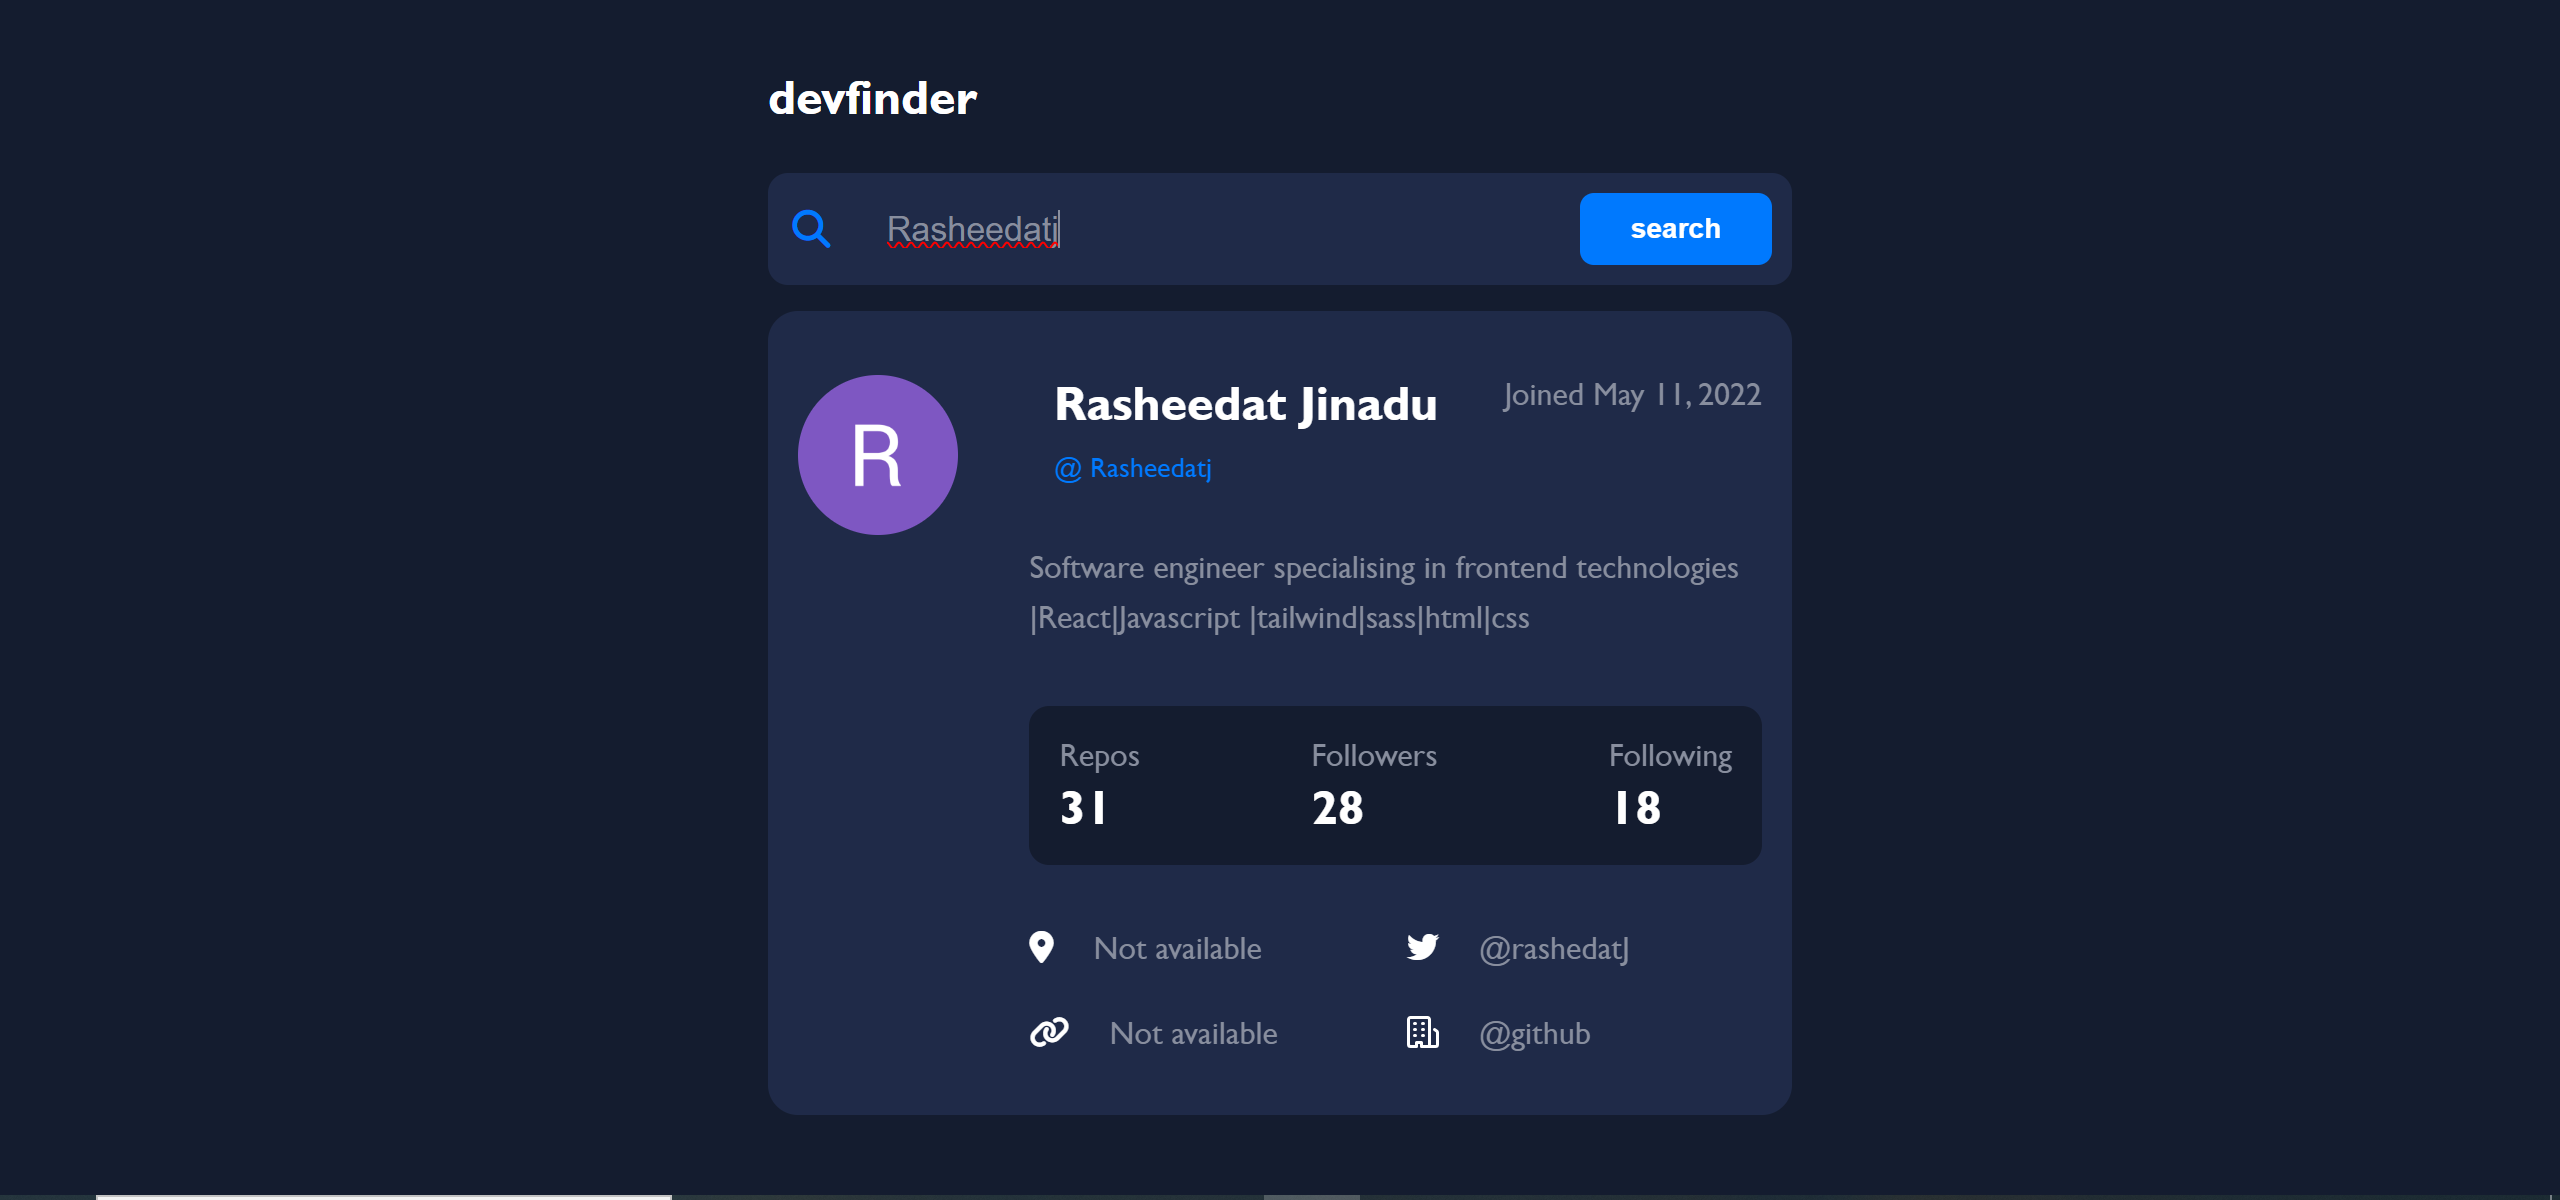 devfinder
Rasheedatj
search
R
Rasheedat Jinadu
Joined May 11, 2022
@ Rasheedatj
Software engineer specialising in frontend technologies
|React|Javascript |tailwind|sass|html|css
Repos
Followers
Following
31
28
18
Not available
@rashedatJ
Not available
@github